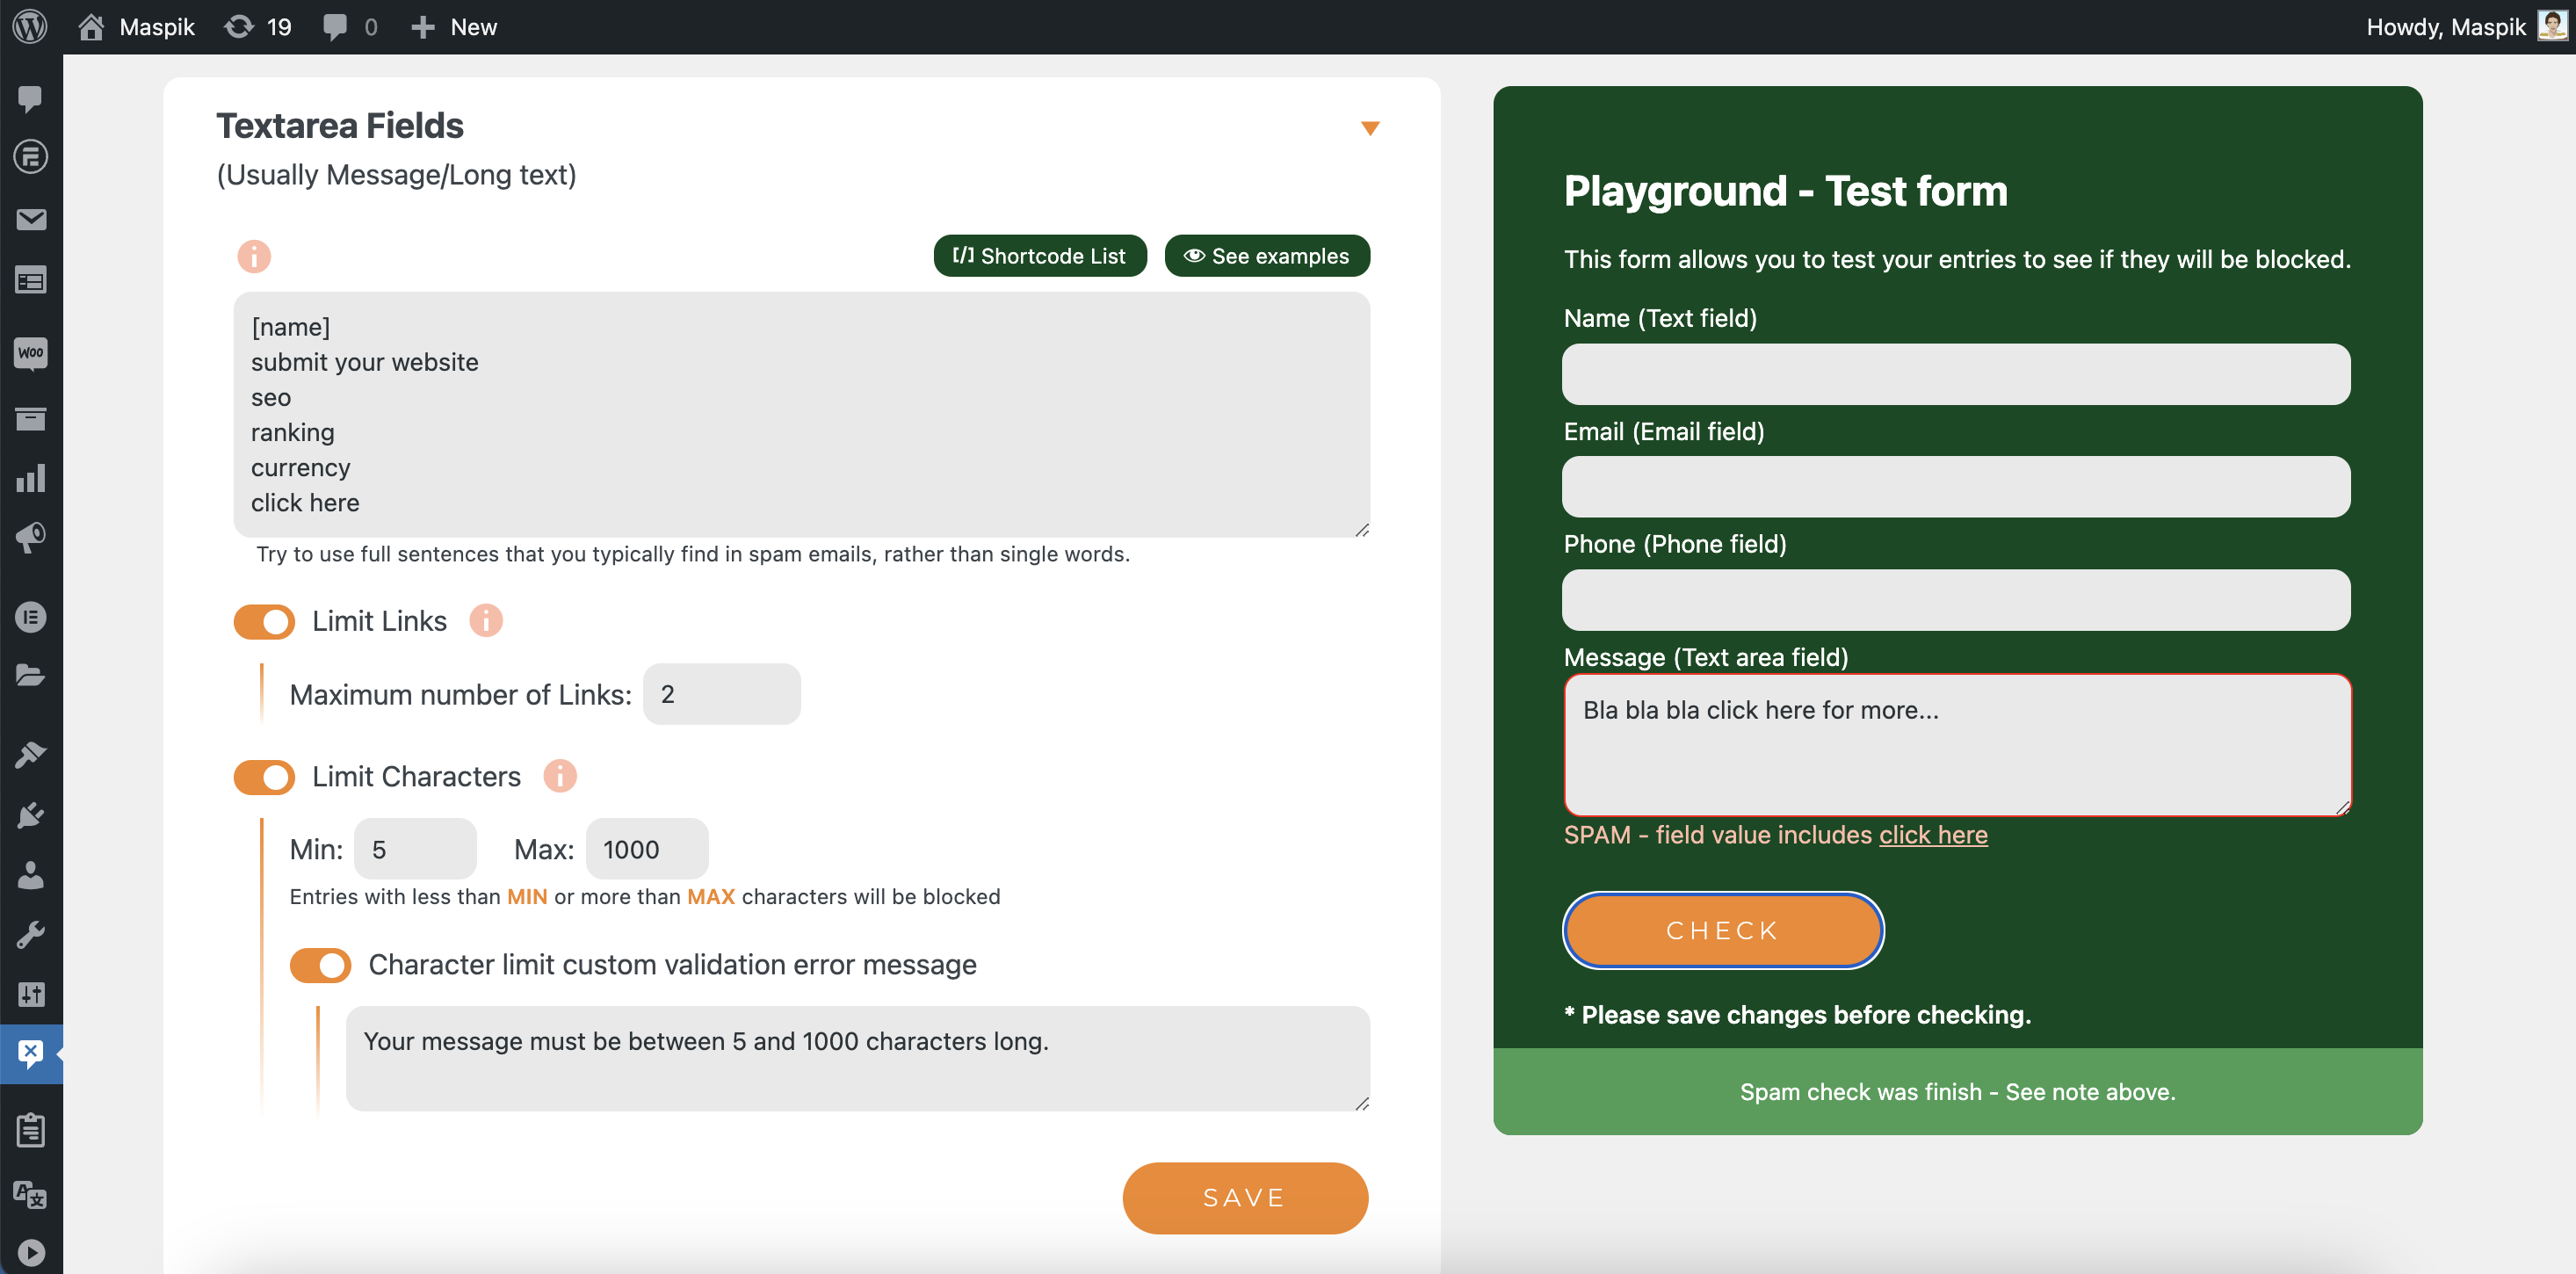 Maspik 19 0 New Howdy, Maspik
Textarea Fields
(Usually Message/Long text)
[/] Shortcode List See examples
[name]
submit your website
seo
ranking
currency
click here
Try to use full sentences that you typically find in spam emails, rather than single words.
Limit Links
Maximum number of Links: 2
Limit Characters
Min: 5 Max: 1000
Entries with less than MIN or more than MAX characters will be blocked
Character limit custom validation error message
Your message must be between 5 and 1000 characters long.
SAVE
Playground - Test form
This form allows you to test your entries to see if they will be blocked.
Name (Text field)
Email (Email field)
Phone (Phone field)
Message (Text area field)
Bla bla bla click here for more...
SPAM - field value includes click here
CHECK
* Please save changes before checking.
Spam check was finish - See note above.
Woo